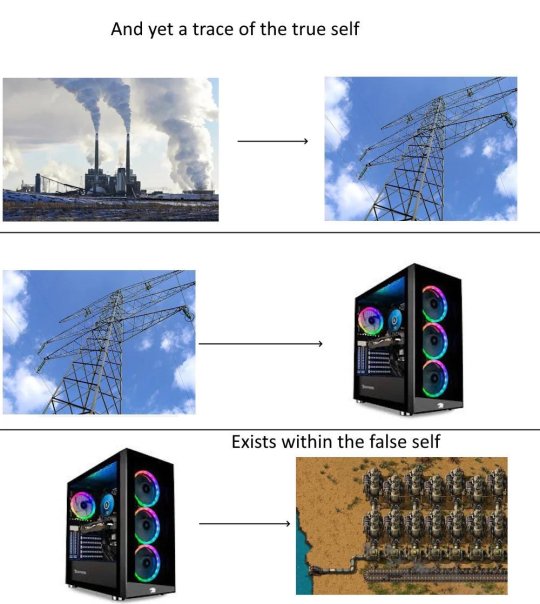 And yet a trace of the true self
Exists within the false self